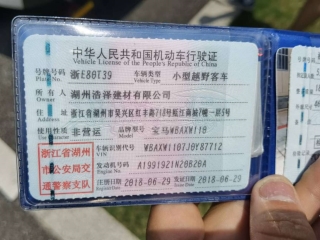 中华人民共和国机动车行驶证
Vehicle License of the People's Republic of China
号牌号码 浙E80T39 车辆类型 小型越野客车
Plate No. Vehicle Type
所有人 湖州浩泽建材有限公司
Owner
住址
Address
使用性质 非营运 品牌型号 宝马WBAXW110
Use Character Model
浙江省湖州
市公安局交
通警察支队
车辆识别代号
VIN
发动机号码
Engine No.
注册日期 2018-06-29 发证日期 2018-06-29
Register Date Issue Date